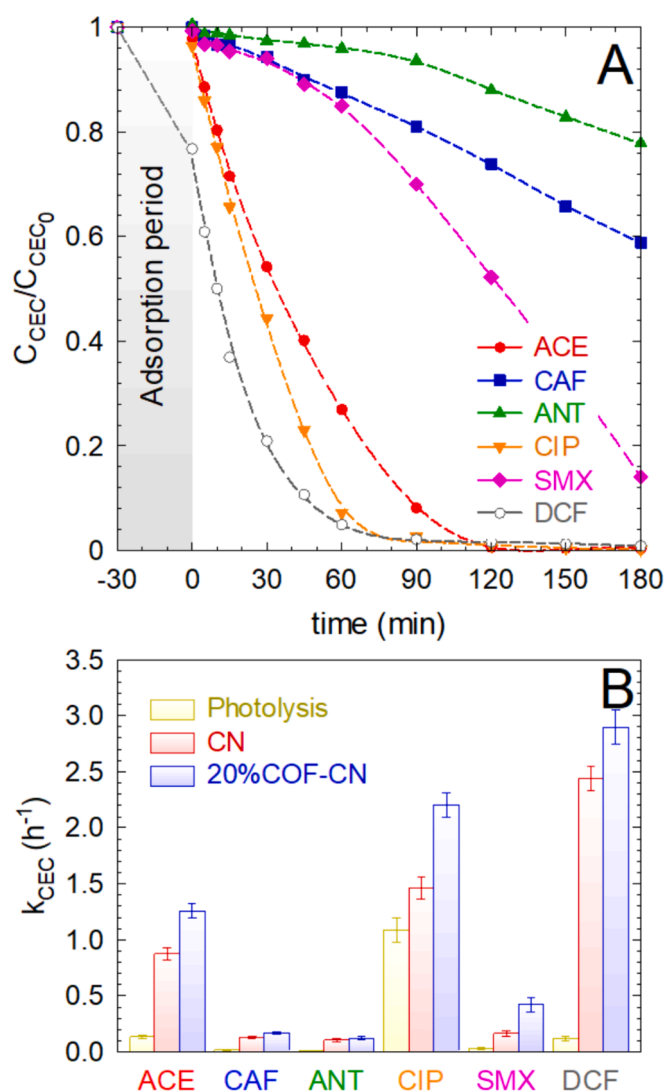 A
1
0.8
0.6
0.4
0.2
0
C_CEC/C_CEC₀
Adsorption period
ACE
CAF
ANT
CIP
SMX
DCF
-30 0 30 60 90 120 150 180
time (min)
B
3.5
3.0
2.5
2.0
1.5
1.0
0.5
0.0
k_CEC (h⁻¹)
Photolysis
CN
20%COF-CN
ACE CAF ANT CIP SMX DCF